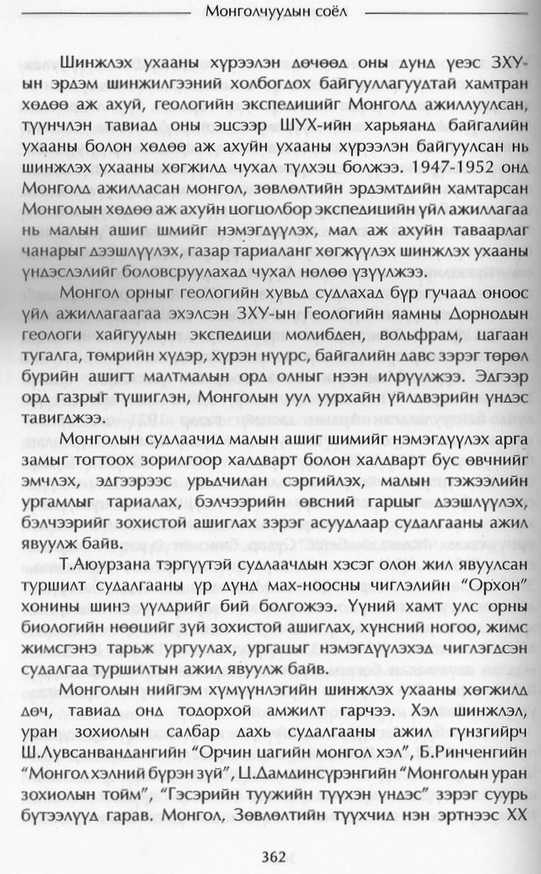 Монголчуудын соёл
Шинжлэх ухааны хүрээлэн дөчөөд оны дунд үеэс ЗХУ-
ын эрдэм шинжилгээний холбогдох байгууллагуудтай хамтран
хөдөө аж ахуй, геологийн экспедицийг Монголд ажиллуулсан,
түүнчлэн тавиад оны эцсээр ШУХ-ийн харьяанд байгалийн
ухааны болон хөдөө аж ахуйн ухааны хүрээлэн байгуулсан нь
шинжлэх ухааны хөгжилд чухал түлхэц болжээ. 1947-1952 онд
Монголд ажилласан монгол, зөвлөлтийн эрдэмтдийн хамтарсан
Монголын хөдөө аж ахуйн цогцолбор экспедицийн үйл ажиллагаа
нь малын ашиг шмийг нэмэгдүүлэх, мал аж ахуйн таваарлаг
чанарыг дээшлүүлэх, газар тариаланг хөгжүүлэх шинжлэх ухааны
үндэслэлийг боловсруулахад чухал нөлөө үзүүлжээ.
Монгол орныг геологийн хувьд судлахад бүр гучаад оноос
үйл ажиллагаагаа эхэлсэн ЗХУ-ын Геологийн яамны Дорнодын
геологи хайгуулын экспедици молибден, вольфрам, цагаан
тугалга, төмрийн хүдэр, хүрэн нүүрс, байгалийн давс зэрэг төрөл
бүрийн ашигт малтмалын орд олныг нээн илрүүлжээ. Эдгээр
орд газрыг түшиглэн, Монголын уул уурхайн үйлдвэрийн үндэс
тавигджээ.
Монголын судлаачид малын ашиг шимийг нэмэгдүүлэх арга
замыг тогтоох зорилгоор халдварт болон халдварт бус өвчнийг
эмчлэх, эдгээрээс урьдчилан сэргийлэх, малын тэжээлийн
ургамлыг тариалах, бэлчээрийн өвсний гарцыг дээшлүүлэх,
бэлчээрийг зохистой ашиглах зэрэг асуудлаар судалгааны ажил
явуулж байв.
Т.Аюурзана тэргүүтэй судлаачдын хэсэг олон жил явуулсан
туршилт судалгааны үр дүнд мах-ноосны чиглэлийн “Орхон”
хонины шинэ үүлдрийг бий болгожээ. Үүний хамт улс орны
биологийн нөөцийг зүй зохистой ашиглах, хүнсний ногоо, жимс
жимсгэнэ тарьж ургуулах, ургацыг нэмэгдүүлэхэд чиглэгдсэн
судалгаа туршилтын ажил явуулж байв.
Монголын нийгэм хүмүүнлэгийн шинжлэх ухааны хөгжилд
дөч, тавиад онд тодорхой амжилт гарчээ. Хэл шинжлэл,
уран зохиолын салбар дахь судалгааны ажил гүнзгийрч
Ш.Лувсанвандангийн “Орчин цагийн монгол хэл”, Б.Ринченгийн
“Монгол хэлний бүрэн зүй”, Ц.Дамдинсүрэнгийн “Монголын уран
зохиолын тойм”, “Гэсэрийн туужийн түүхэн үндэс” зэрэг суурь
бүтээлүүд гарав. Монгол, Зөвлөлтийн түүхчид нэн эртнээс XX
362